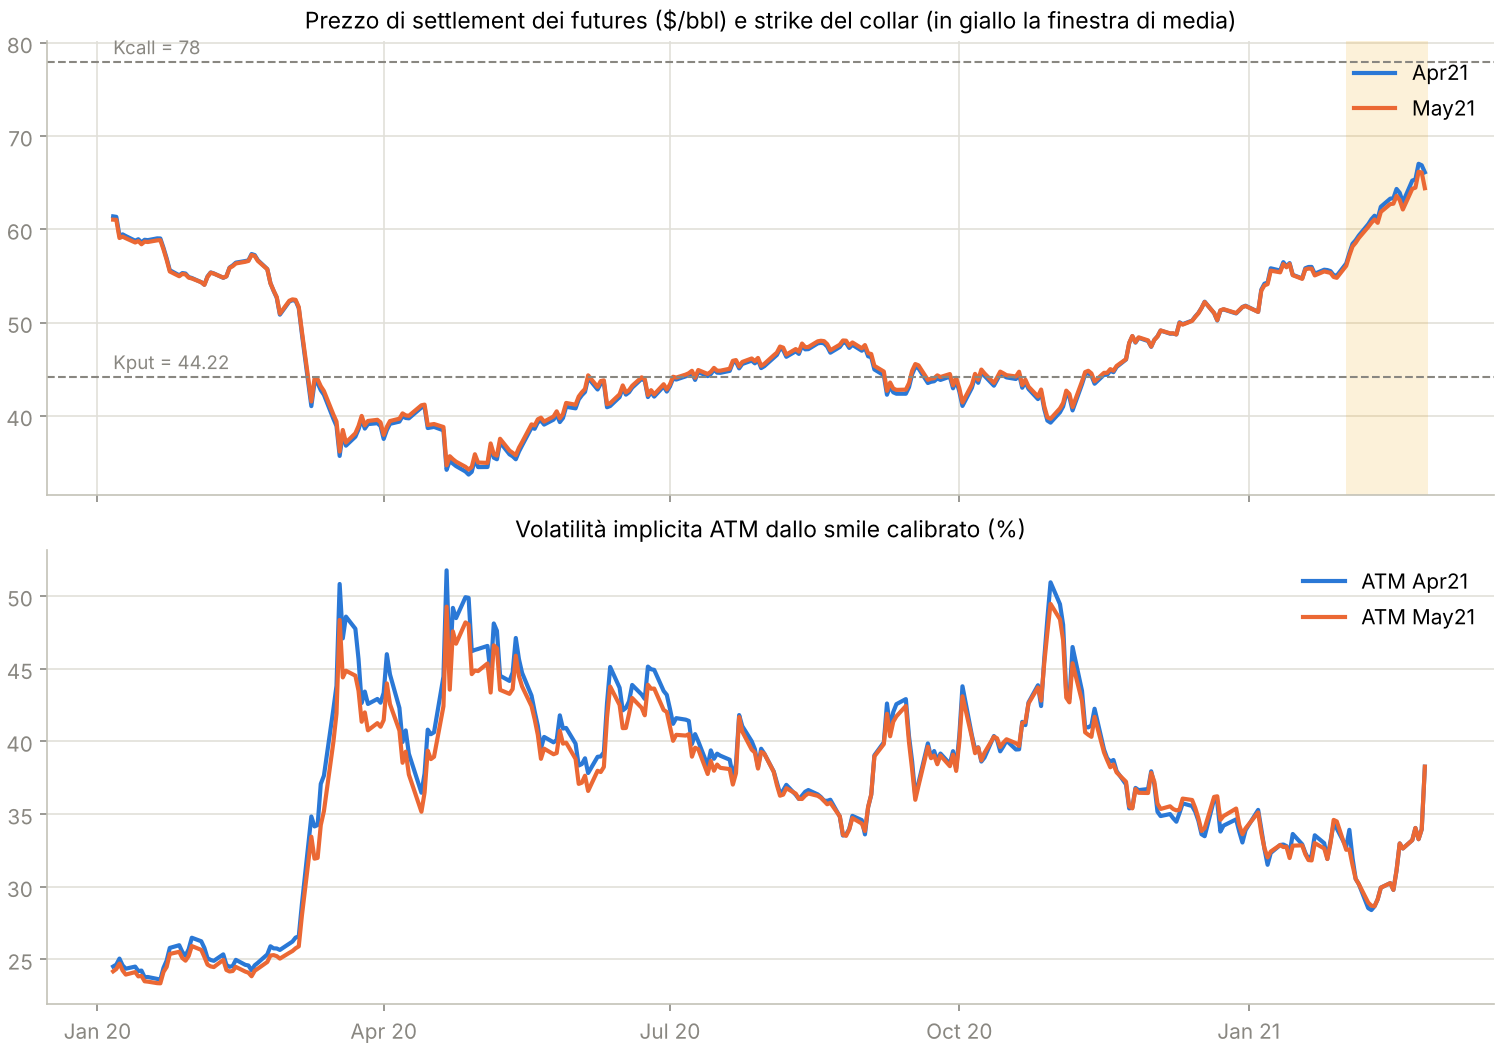 Prezzo di settlement dei futures ($/bbl) e strike del collar (in giallo la finestra di media)
80
Kcall = 78
Apr21
May21
70
60
50
Kput = 44.22
40
Volatilità implicita ATM dallo smile calibrato (%)
ATM Apr21
ATM May21
50
45
40
35
30
25
Jan 20
Apr 20
Jul 20
Oct 20
Jan 21